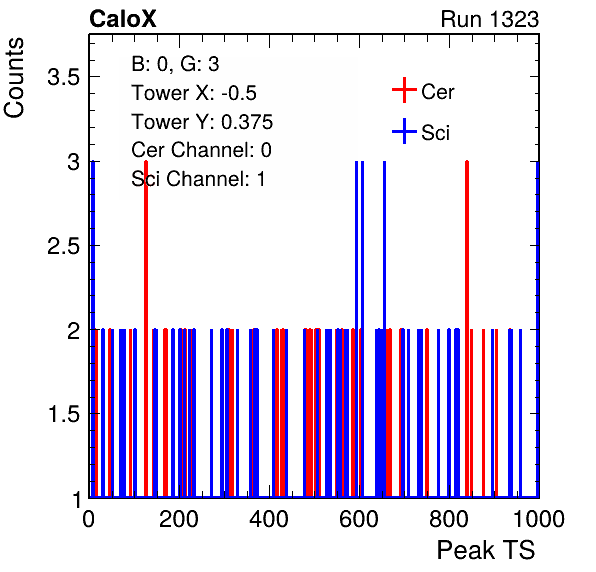 CaloX Run 1323
Counts
B: 0, G: 3
Tower X: -0.5
Tower Y: 0.375
Cer Channel: 0
Sci Channel: 1
Cer
Sci
3.5
3
2.5
2
1.5
1
0 200 400 600 800 1000
Peak TS